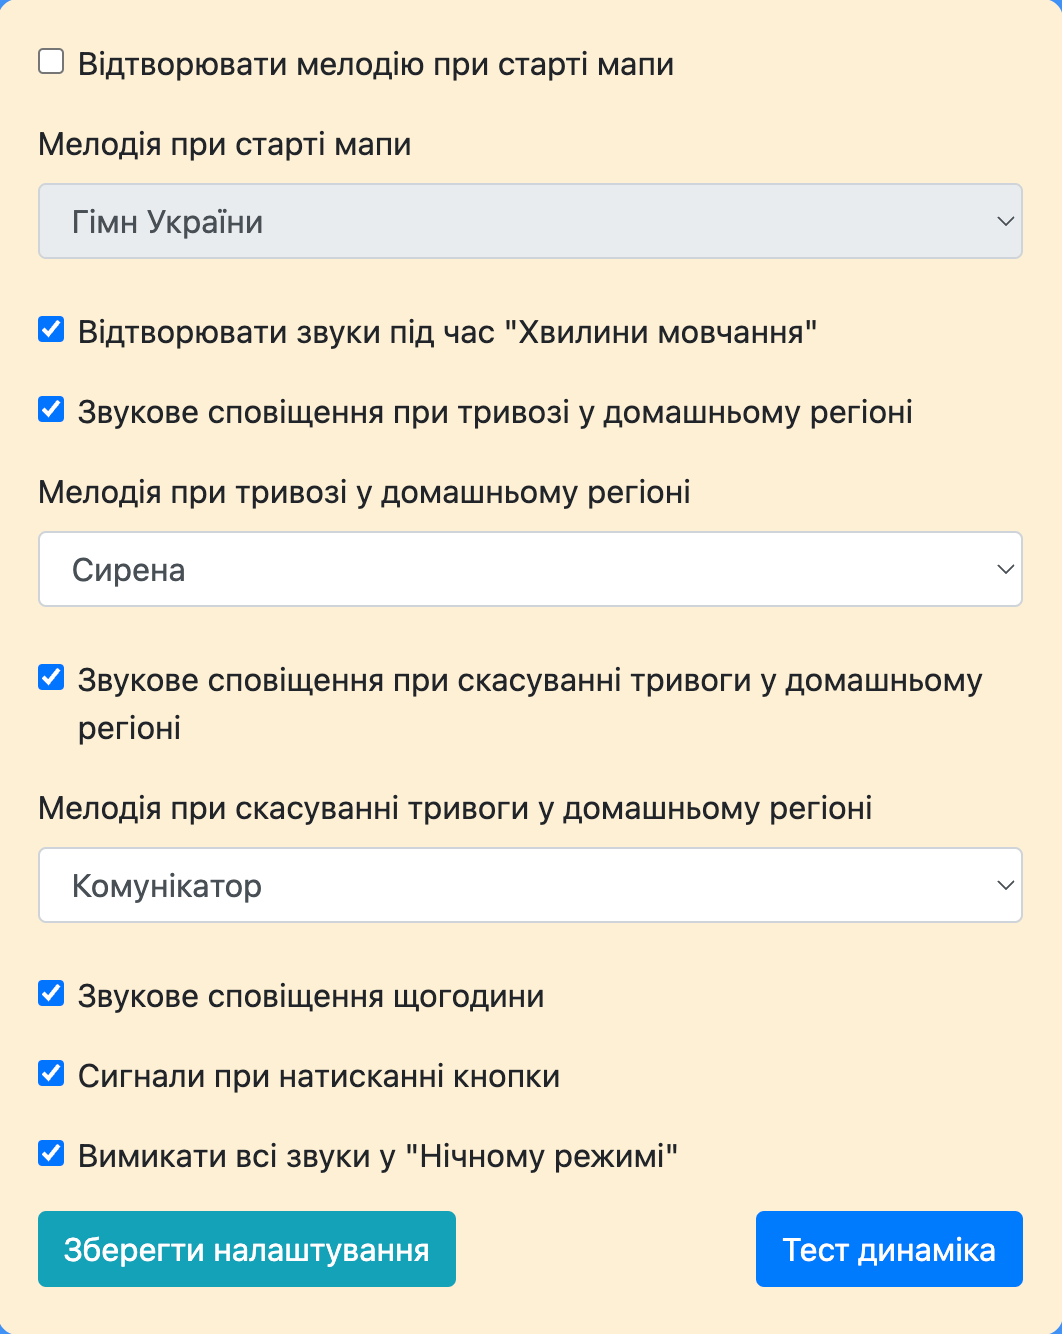 Відтворювати мелодію при старті мапи
Мелодія при старті мапи
Гімн України
Відтворювати звуки під час "Хвилини мовчання"
Звукове сповіщення при тривозі у домашньому регіоні
Мелодія при тривозі у домашньому регіоні
Сирена
Звукове сповіщення при скасуванні тривоги у домашньому
регіоні
Мелодія при скасуванні тривоги у домашньому регіоні
Комунікатор
Звукове сповіщення щогодини
Сигнали при натисканні кнопки
Вимикати всі звуки у "Нічному режимі"
Зберегти налаштування
Тест динаміка